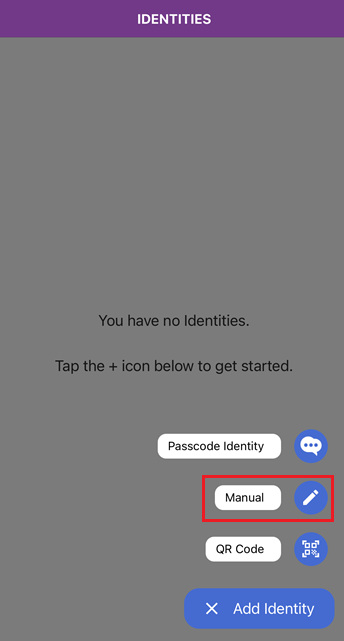 IDENTITIES
You have no Identities.
Tap the + icon below to get started.
Passcode Identity
Manual
QR Code
Add Identity